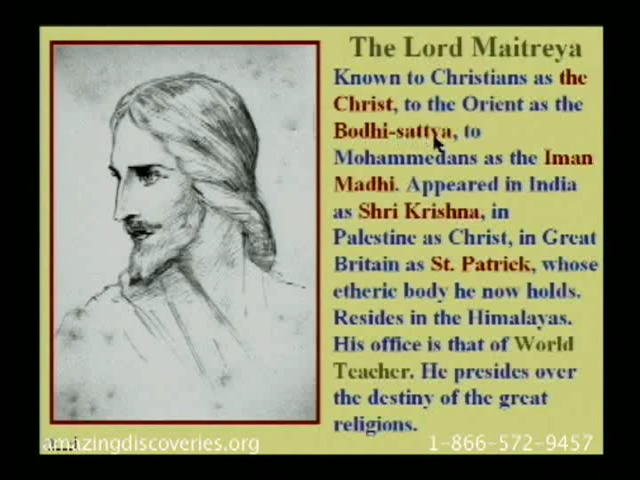 The Lord Maitreya
Known to Christians as the
Christ, to the Orient as the
Bodhi-sattva, to
Mohammedans as the Iman
Madhi. Appeared in India
as Shri Krishna, in
Palestine as Christ, in Great
Britain as St. Patrick, whose
etheric body he now holds.
Resides in the Himalayas.
His office is that of World
Teacher. He presides over
the destiny of the great
religions.
amazingdiscoveries.org
1-866-572-9457